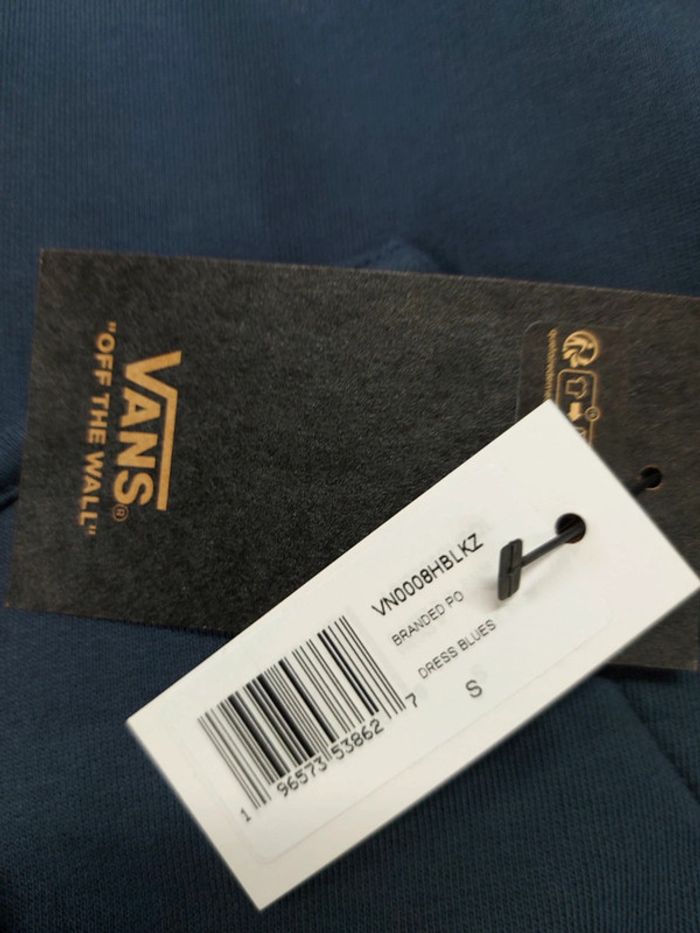 VANS®
"OFF THE WALL"
VN0008HBLKZ
BRANDED PO
DRESS BLUES
S
1 96573 53862 7